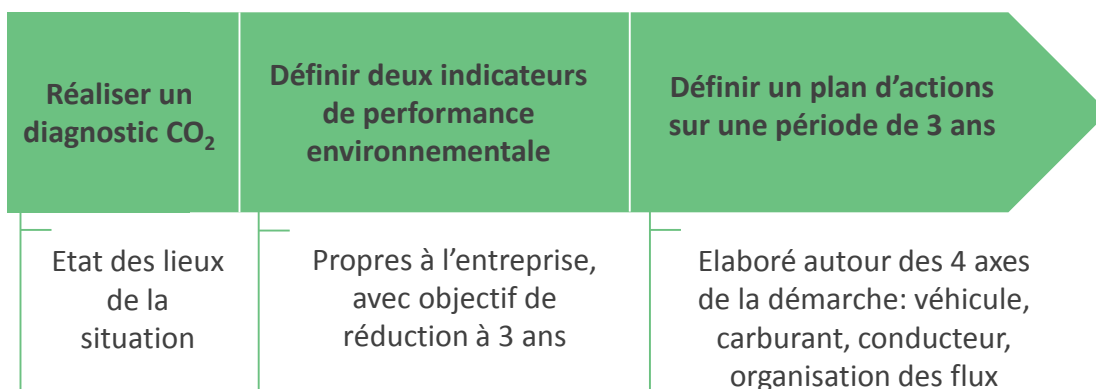 Réaliser un
diagnostic CO₂
Définir deux indicateurs
de performance
environnementale
Définir un plan d’actions
sur une période de 3 ans
Etat des lieux
de la
situation
Propres à l’entreprise,
avec objectif de
réduction à 3 ans
Elaboré autour des 4 axes
de la démarche: véhicule,
carburant, conducteur,
organisation des flux